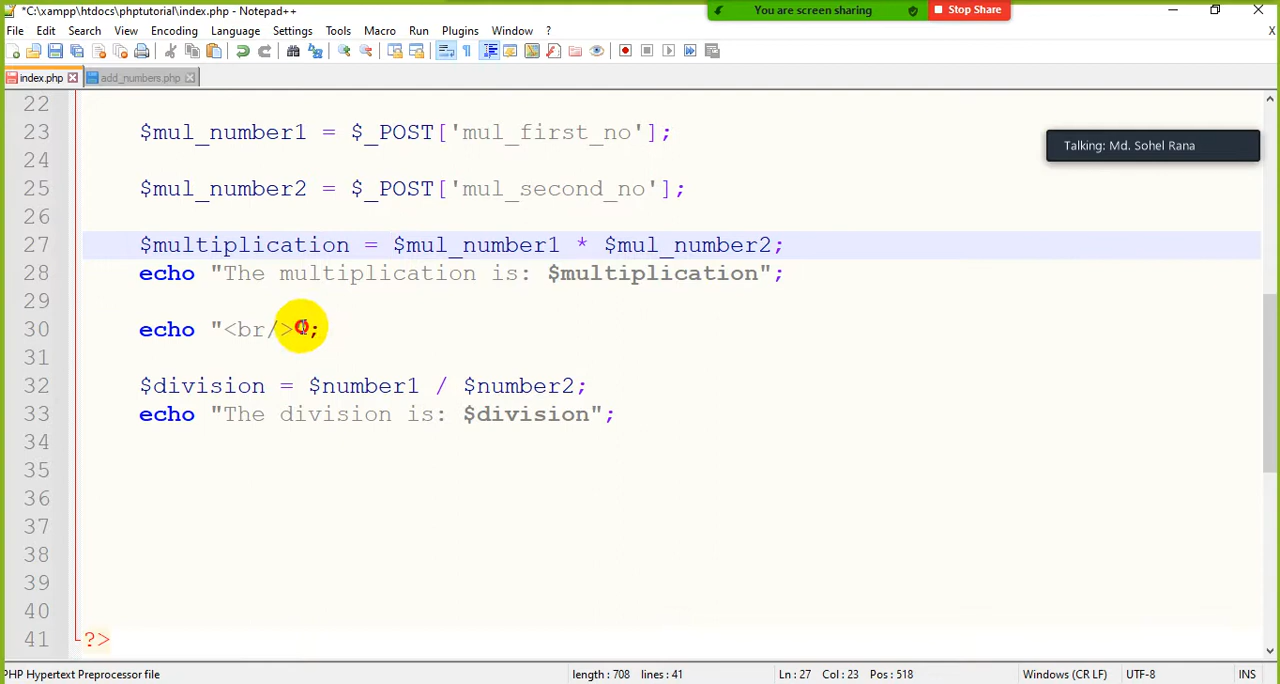 *C:\xampp\htdocs\phptutorial\index.php - Notepad++
You are screen sharing
Stop Share
File Edit Search View Encoding Language Settings Tools Macro Run Plugins Window ? X
index.php add_numbers.php
22
23 $mul_number1 = $_POST['mul_first_no'];
24
25 $mul_number2 = $_POST['mul_second_no'];
26
27 $multiplication = $mul_number1 * $mul_number2;
28 echo "The multiplication is: $multiplication";
29
30 echo "<br/>";
31
32 $division = $number1 / $number2;
33 echo "The division is: $division";
34
35
36
37
38
39
40
41 ?>
Talking: Md. Sohel Rana
PHP Hypertext Preprocessor file length : 708 lines : 41 Ln : 27 Col : 23 Pos : 518 Windows (CR LF) UTF-8 INS